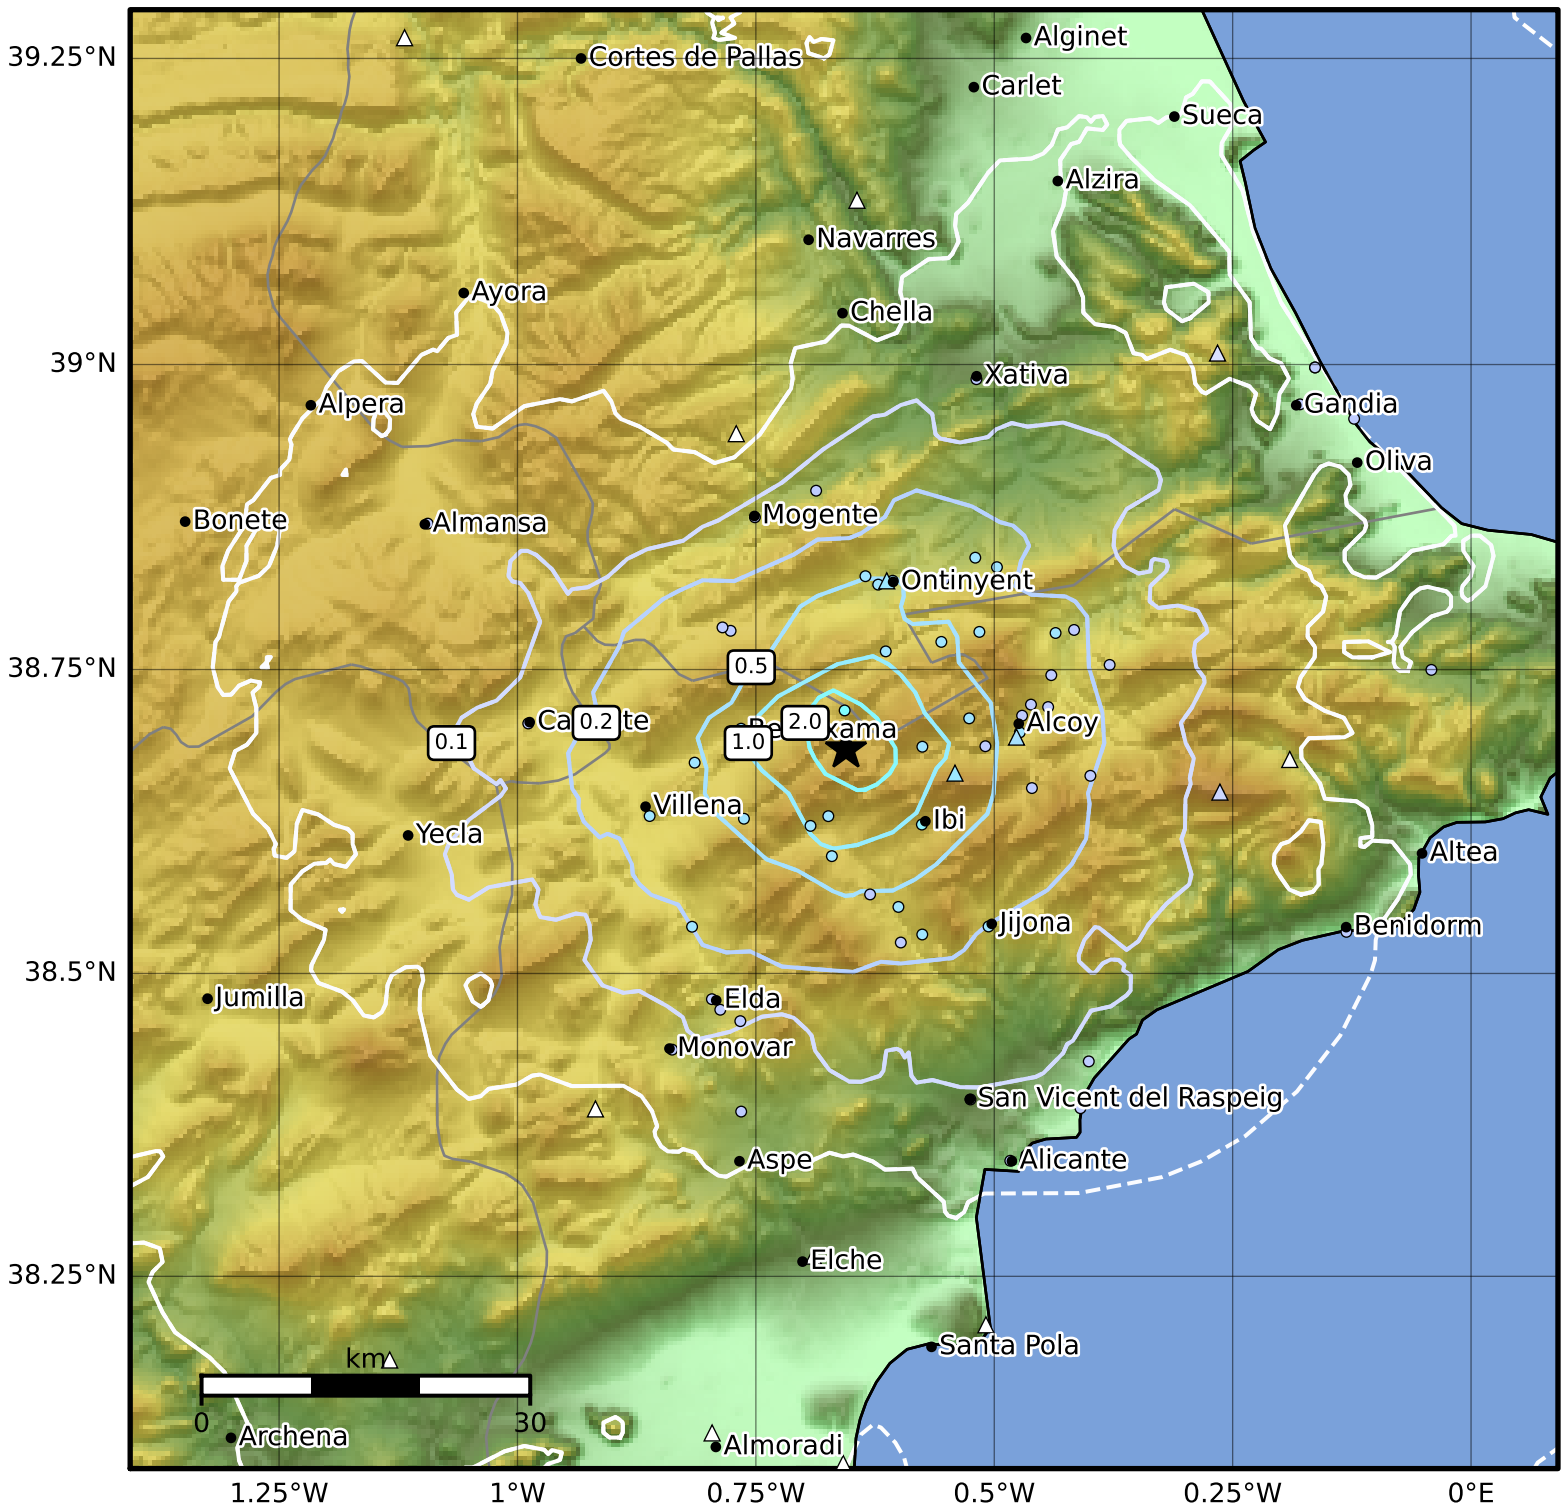 39.25°N
Cortes de Pallas
Alginet
Carlet
Sueca
Alzira
Navarres
Ayora
Chella
39°N
Xativa
Alpera
Gandia
Oliva
Bonete
Almansa
Mogente
Ontinyent
38.75°N
0.5
0.1
0.2
1.0
2.0
Alcoy
Villena
Ibi
Yecla
Altea
Jijona
Benidorm
38.5°N
Jumilla
Elda
Monovar
San Vicent del Raspeig
Aspe
Alicante
38.25°N
Elche
Santa Pola
km
0 30
Archena
Almoradi
1.25°W 1°W 0.75°W 0.5°W 0.25°W 0°E